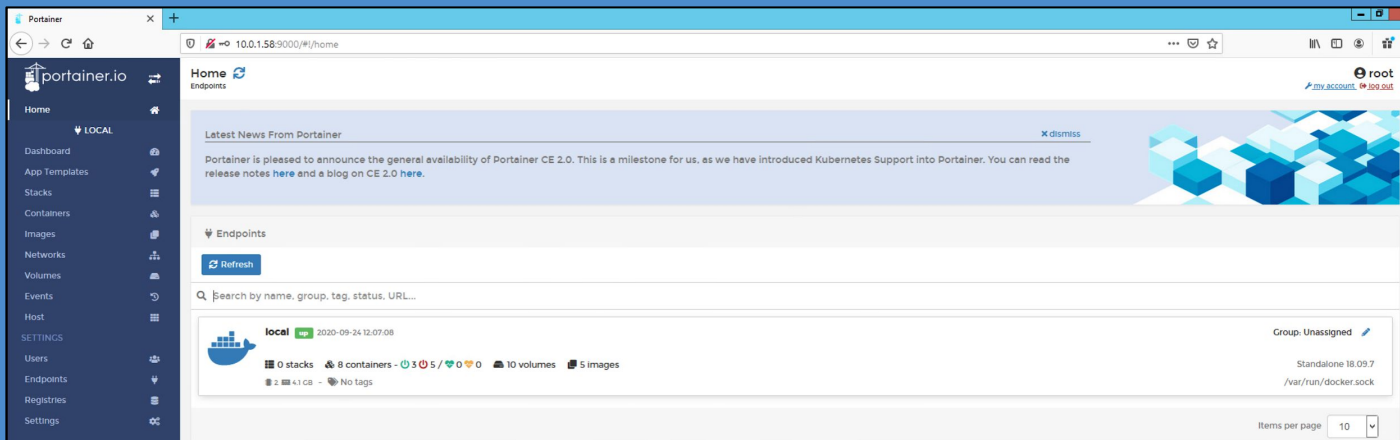 Portainer
10.0.1.58:9000/#!/home
portainer.io
Home
LOCAL
Dashboard
App Templates
Stacks
Containers
Images
Networks
Volumes
Events
Host
SETTINGS
Users
Endpoints
Registries
Settings
Home
Endpoints
root
my account log out
Latest News From Portainer
x dismiss
Portainer is pleased to announce the general availability of Portainer CE 2.0. This is a milestone for us, as we have introduced Kubernetes Support into Portainer. You can read the
release notes here and a blog on CE 2.0 here.
Endpoints
Refresh
Search by name, group, tag, status, URL...
local up 2020-09-24 12:07:08
Group: Unassigned
0 stacks 8 containers - 3 5 / 0 0 10 volumes 5 images
Standalone 18.09.7
2 4.1 GB - No tags
/var/run/docker.sock
Items per page 10